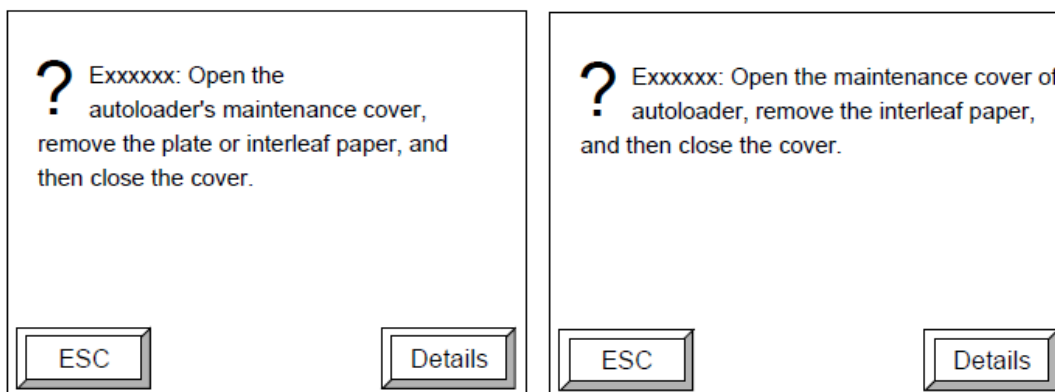 ? Exxxxxx: Open the
autoloader's maintenance cover,
remove the plate or interleaf paper, and
then close the cover.
ESC
Details
? Exxxxxx: Open the maintenance cover of
autoloader, remove the interleaf paper,
and then close the cover.
ESC
Details